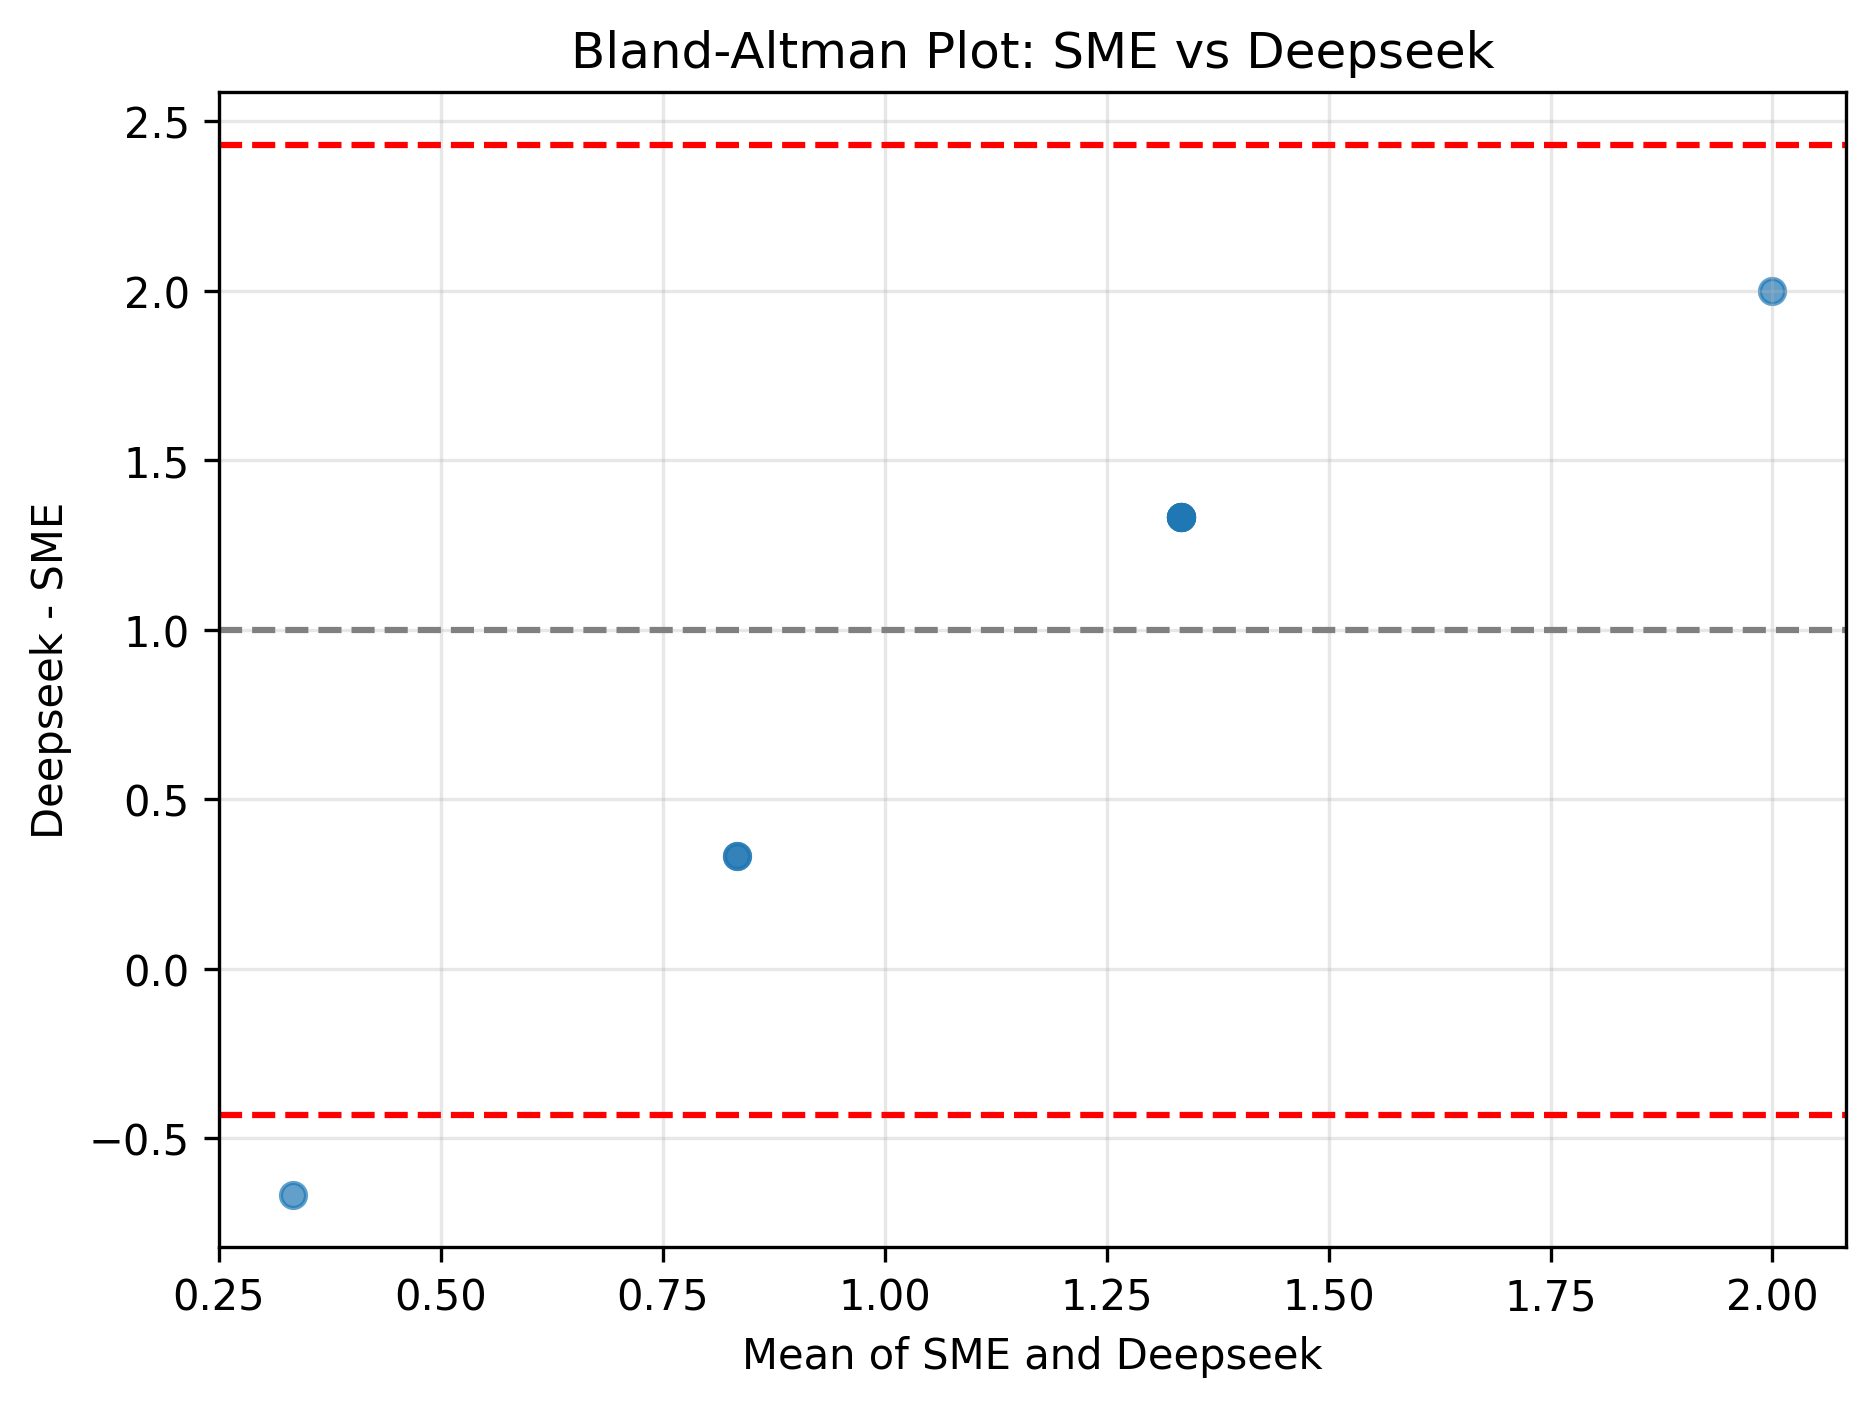 Bland-Altman Plot: SME vs Deepseek
2.5
2.0
1.5
1.0
0.5
0.0
−0.5
Deepseek - SME
0.25 0.50 0.75 1.00 1.25 1.50 1.75 2.00
Mean of SME and Deepseek